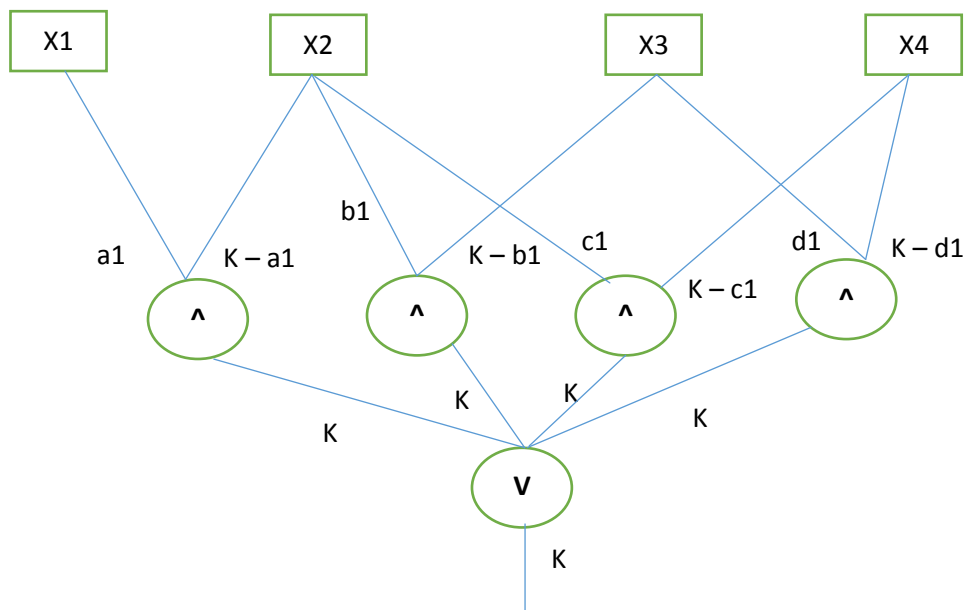 X1 X2 X3 X4
b1 c1 d1
a1 K – a1 K – b1 K – c1 K – d1
^ ^ ^ ^
K K K K
V
K